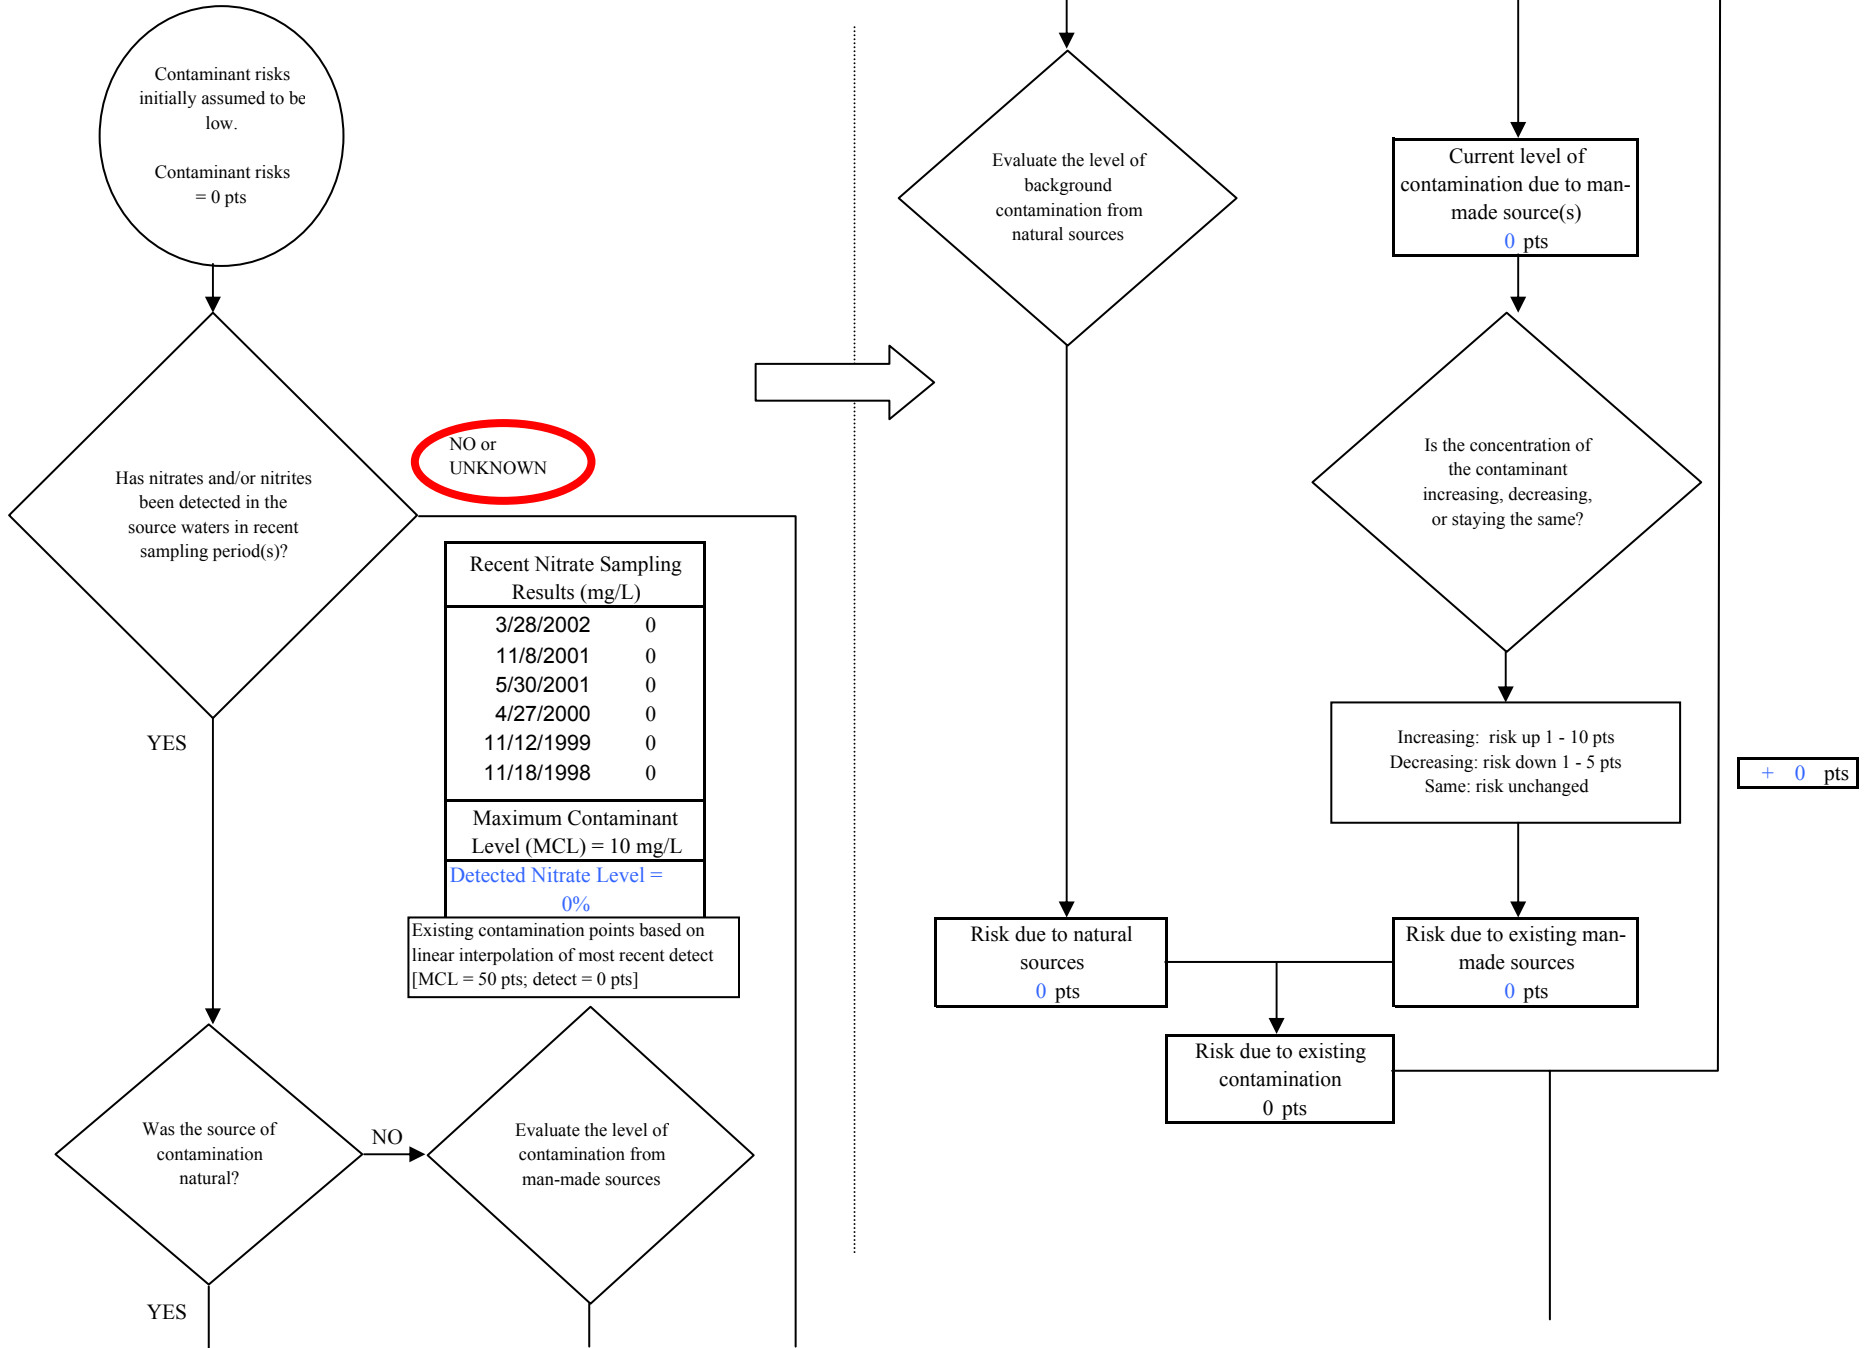 Contaminant risks
initially assumed to be
low.
Contaminant risks
= 0 pts
Has nitrates and/or nitrites
been detected in the
source waters in recent
sampling period(s)?
NO or
UNKNOWN
YES
Recent Nitrate Sampling
Results (mg/L)
3/28/2002 0
11/8/2001 0
5/30/2001 0
4/27/2000 0
11/12/1999 0
11/18/1998 0
Maximum Contaminant
Level (MCL) = 10 mg/L
Detected Nitrate Level =
0%
Existing contamination points based on
linear interpolation of most recent detect
[MCL = 50 pts; detect = 0 pts]
Was the source of
contamination
natural?
NO
YES
Evaluate the level of
contamination from
man-made sources
Evaluate the level of
background
contamination from
natural sources
Current level of
contamination due to man-
made source(s)
0 pts
Is the concentration of
the contaminant
increasing, decreasing,
or staying the same?
Increasing: risk up 1 - 10 pts
Decreasing: risk down 1 - 5 pts
Same: risk unchanged
+ 0 pts
Risk due to natural
sources
0 pts
Risk due to existing man-
made sources
0 pts
Risk due to existing
contamination
0 pts